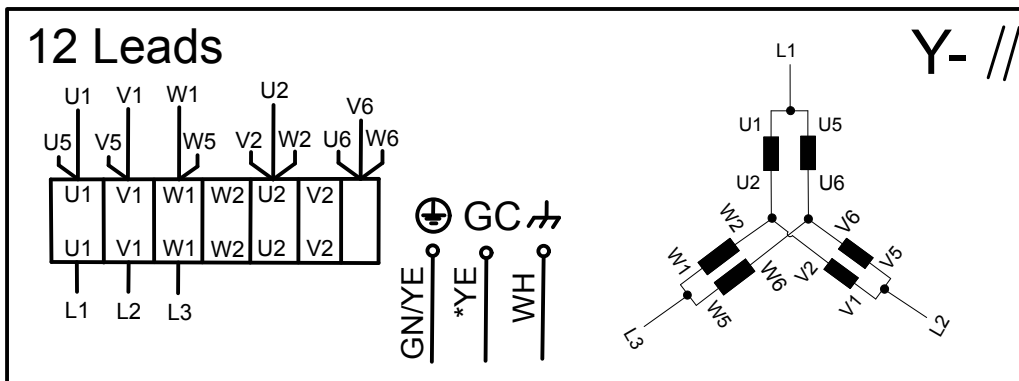 12 Leads
Y- //
U1 V1 W1 U2 V6
U5 V5 W5 V2 W2 U6 W6
U1 V1 W1 W2 U2 V2
U1 V1 W1 W2 U2 V2
L1 L2 L3
GC
GN/YE *YE WH
L1
U1 U5
U2 U6
W2 V6
W1 W6 V2 V5
W5 V1
L3 L2